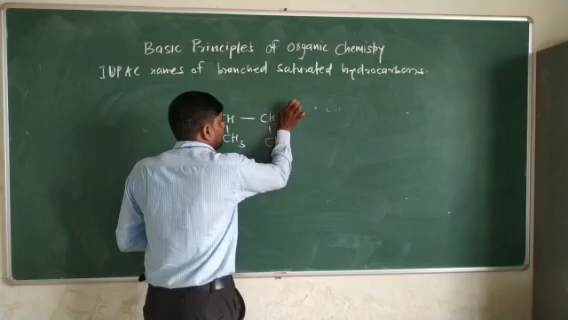 Basic Principles of Organic Chemistry
IUPAC names of branched saturated hydrocarbons.
CH — CH
CH3